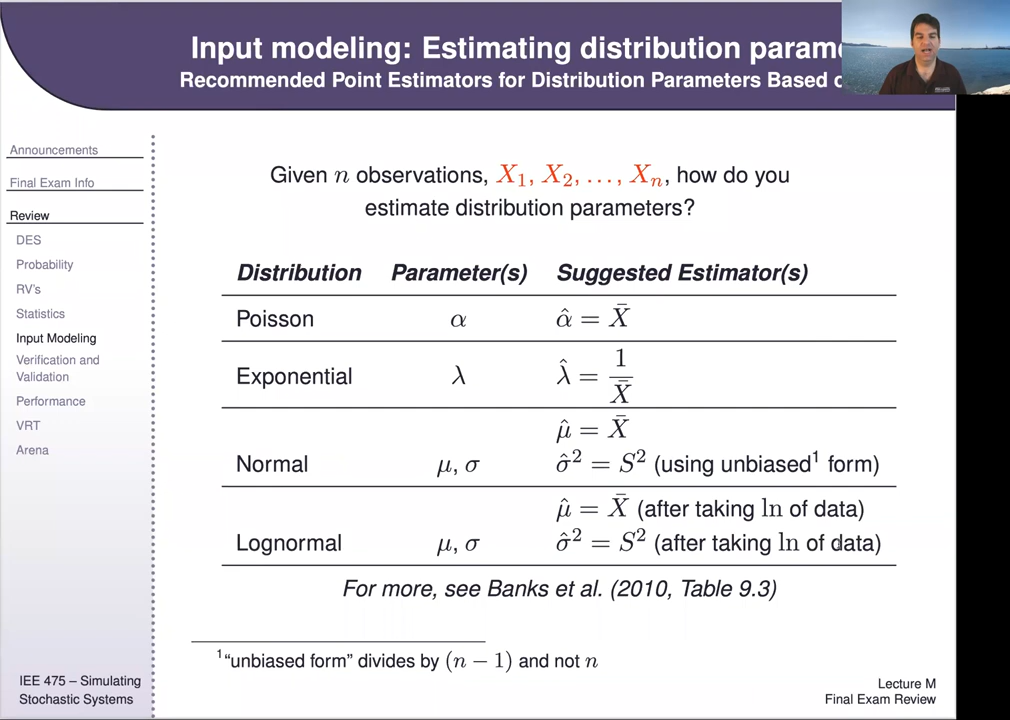 Input modeling: Estimating distribution
Recommended Point Estimators for Distribution Parameters Based
Announcements
Final Exam Info
Review
DES
Probability
RV's
Statistics
Input Modeling
Verification and
Validation
Performance
VRT
Arena
IEE 475 – Simulating
Stochastic Systems
Given n observations, X₁, X₂, …, Xₙ, how do you
estimate distribution parameters?
Distribution Parameter(s) Suggested Estimator(s)
Poisson α α̂ = X̄
Exponential λ λ̂ = 1/X̄
μ̂ = X̄
Normal μ, σ σ̂² = S² (using unbiased¹ form)
μ̂ = X̄ (after taking ln of data)
Lognormal μ, σ σ̂² = S² (after taking ln of data)
For more, see Banks et al. (2010, Table 9.3)
¹“unbiased form” divides by (n − 1) and not n
Lecture M
Final Exam Review